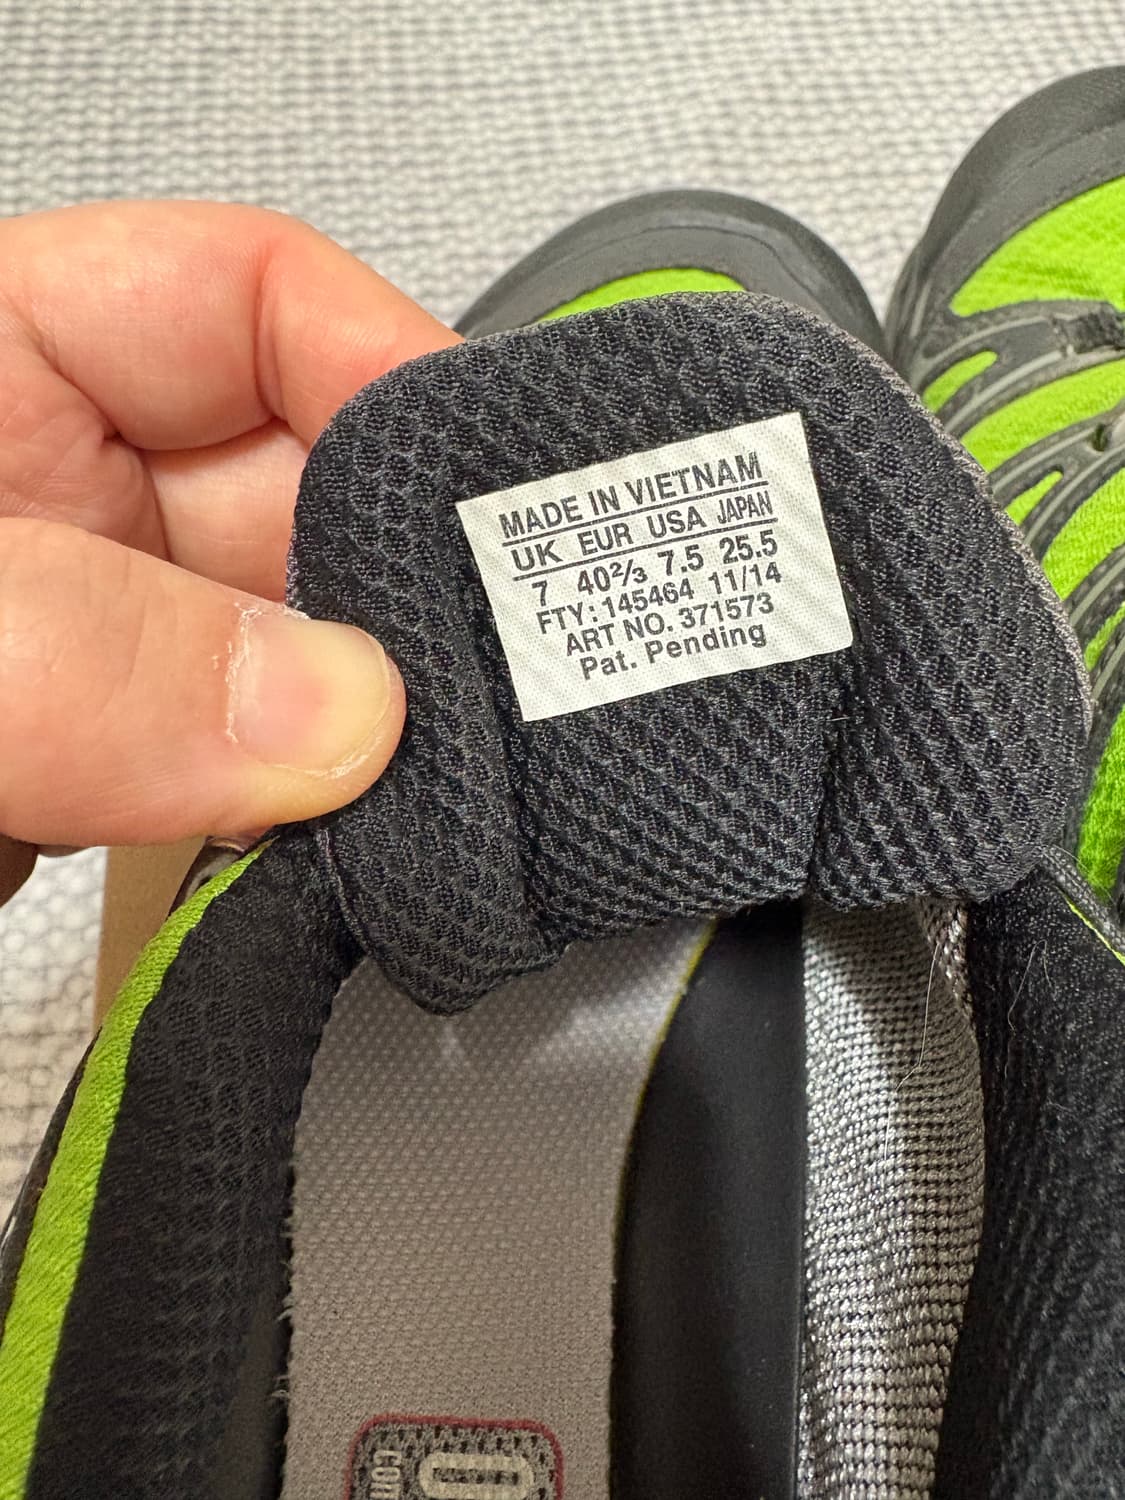 MADE IN VIETNAM
UK EUR USA JAPAN
7 40⅔ 7.5 25.5
FTY: 145464 11/14
ART NO. 371573
Pat. Pending